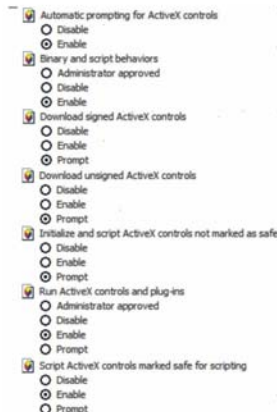 Automatic prompting for ActiveX controls
Disable
Enable
Binary and script behaviors
Administrator approved
Disable
Enable
Download signed ActiveX controls
Disable
Enable
Prompt
Download unsigned ActiveX controls
Disable
Enable
Prompt
Initialize and script ActiveX controls not marked as safe
Disable
Enable
Prompt
Run ActiveX controls and plug-ins
Administrator approved
Disable
Enable
Prompt
Script ActiveX controls marked safe for scripting
Disable
Enable
Prompt